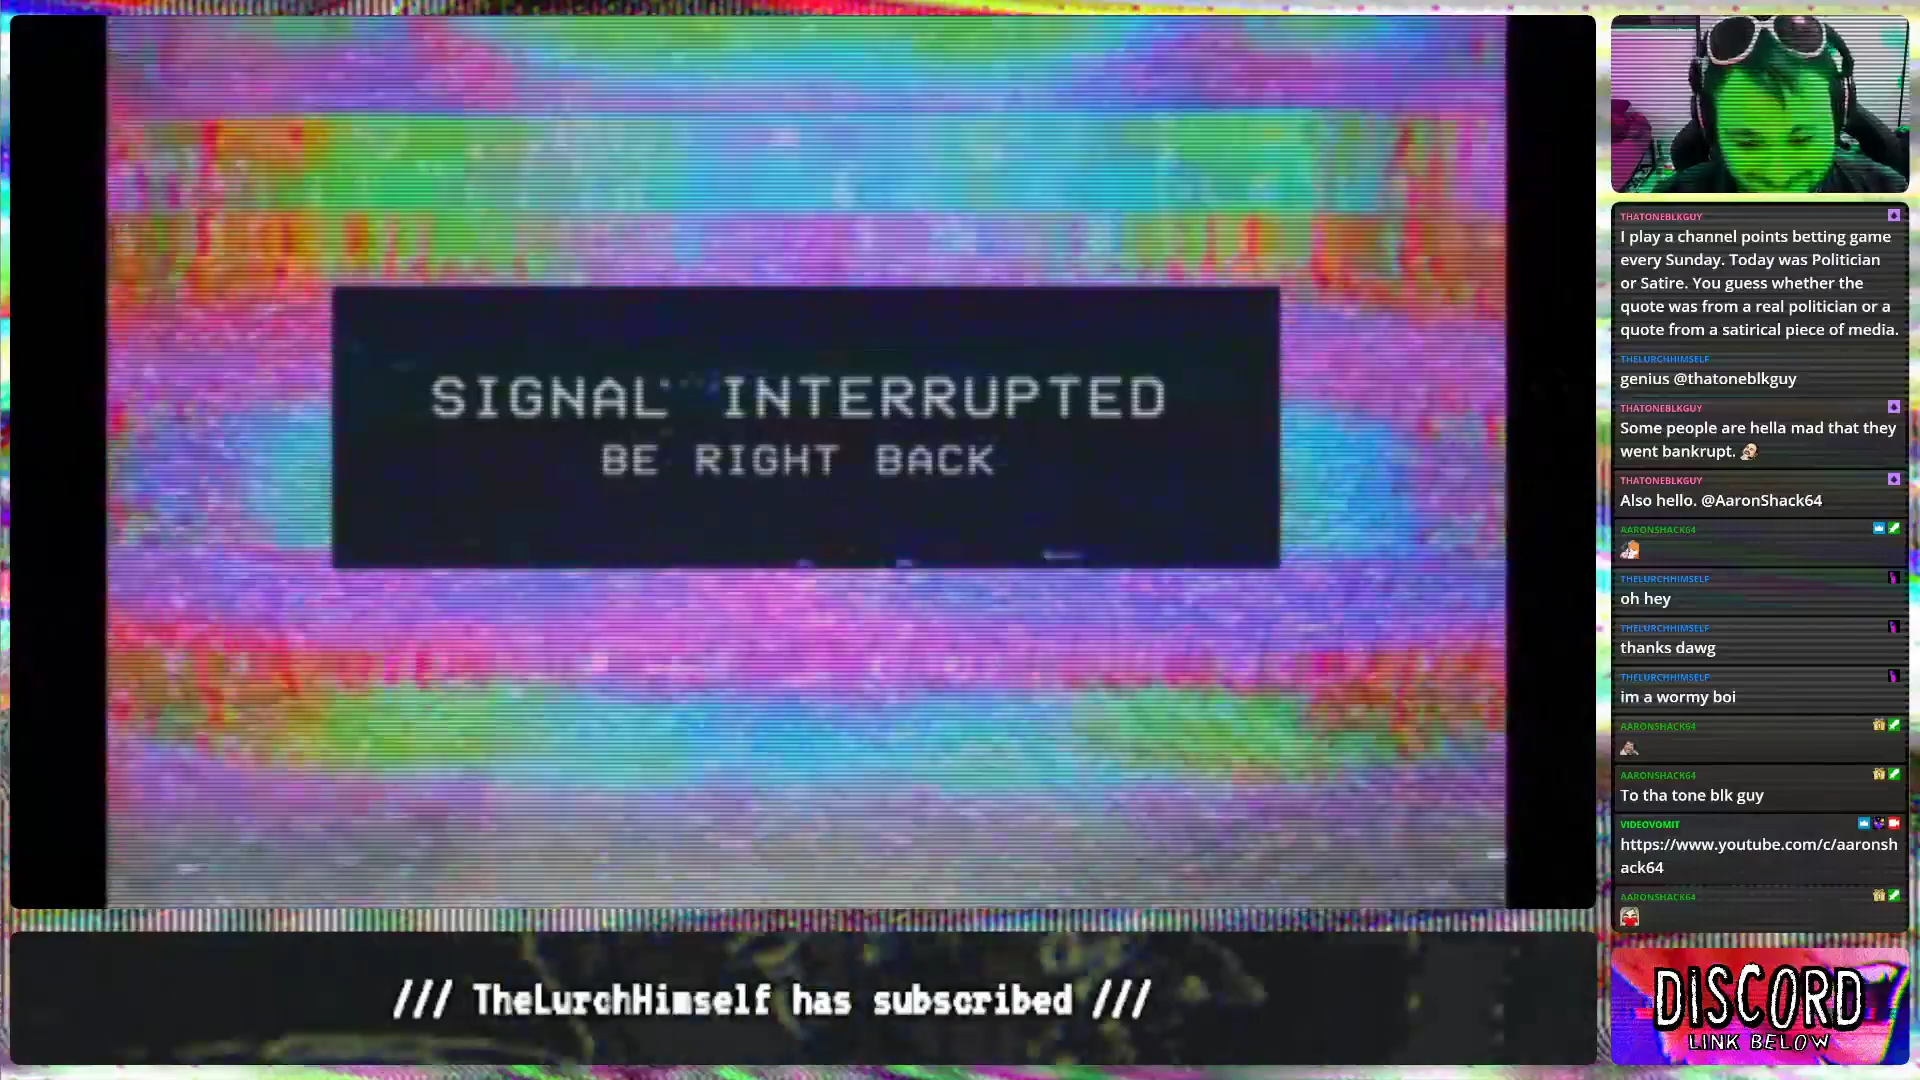 SIGNAL INTERRUPTED
BE RIGHT BACK
/// TheLurchHimself has subscribed ///
THATONEBLKGUY
I play a channel points betting game
every Sunday. Today was Politician
or Satire. You guess whether the
quote was from a real politician or a
quote from a satirical piece of media.
THELURCHHIMSELF
genius @thatoneblkguy
THATONEBLKGUY
Some people are hella mad that they
went bankrupt.
THATONEBLKGUY
Also hello. @AaronShack64
AARONSHACK64
THELURCHHIMSELF
oh hey
THELURCHHIMSELF
thanks dawg
THELURCHHIMSELF
im a wormy boi
AARONSHACK64
AARONSHACK64
To tha tone blk guy
VIDEOVOMIT
https://www.youtube.com/c/aaronsh
ack64
AARONSHACK64
DISCORD
LINK BELOW